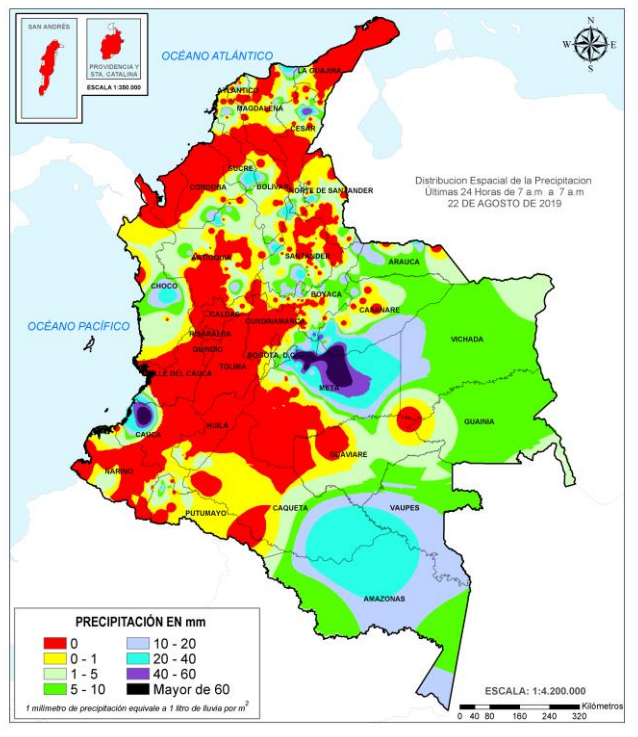 SAN ANDRÉS
PROVIDENCIA Y
STA. CATALINA
ESCALA 1:350.000
OCÉANO ATLÁNTICO
N
W E
S
LA GUAJIRA
ATLANTICO
MAGDALENA
CESAR
SUCRE
CORDOBA
BOLIVAR
NORTE DE SANTANDER
Distribucion Espacial de la Precipitacion
Últimas 24 Horas de 7 a.m a 7 a.m
22 DE AGOSTO DE 2019
ANTIOQUIA
SANTANDER
ARAUCA
CHOCO
BOYACA
CASANARE
OCÉANO PACÍFICO
CALDAS
CUNDINAMARCA
RISARALDA
VICHADA
QUINDIO
BOGOTA, D.C.
TOLIMA
VALLE DEL CAUCA
META
GUAINIA
CAUCA
HUILA
GUAVIARE
NARIÑO
PUTUMAYO
CAQUETA
VAUPES
AMAZONAS
PRECIPITACIÓN EN mm
0 10 - 20
0 - 1 20 - 40
1 - 5 40 - 60
5 - 10 Mayor de 60
1 milimetro de precipitación equivale a 1 litro de lluvia por m2
ESCALA: 1:4.200.000
Kilómetros
0 40 80 160 240 320